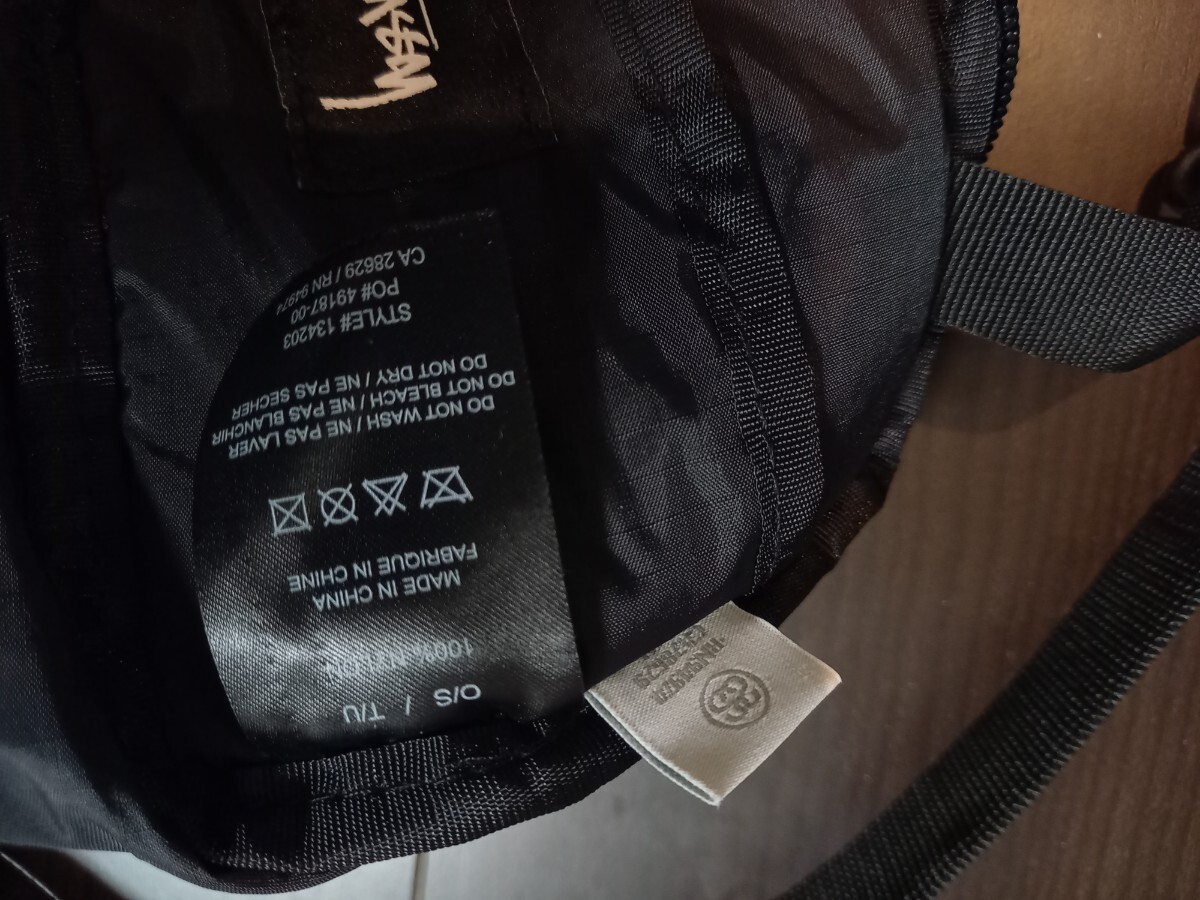 O/S / T/U
100% NYLON
MADE IN CHINA
FABRIQUE IN CHINE
DO NOT WASH / NE PAS LAVER
DO NOT BLEACH / NE PAS BLANCHIR
DO NOT DRY / NE PAS SECHER
STYLE# 134203
PO# 49187-00
CA 28629 / RN 94974